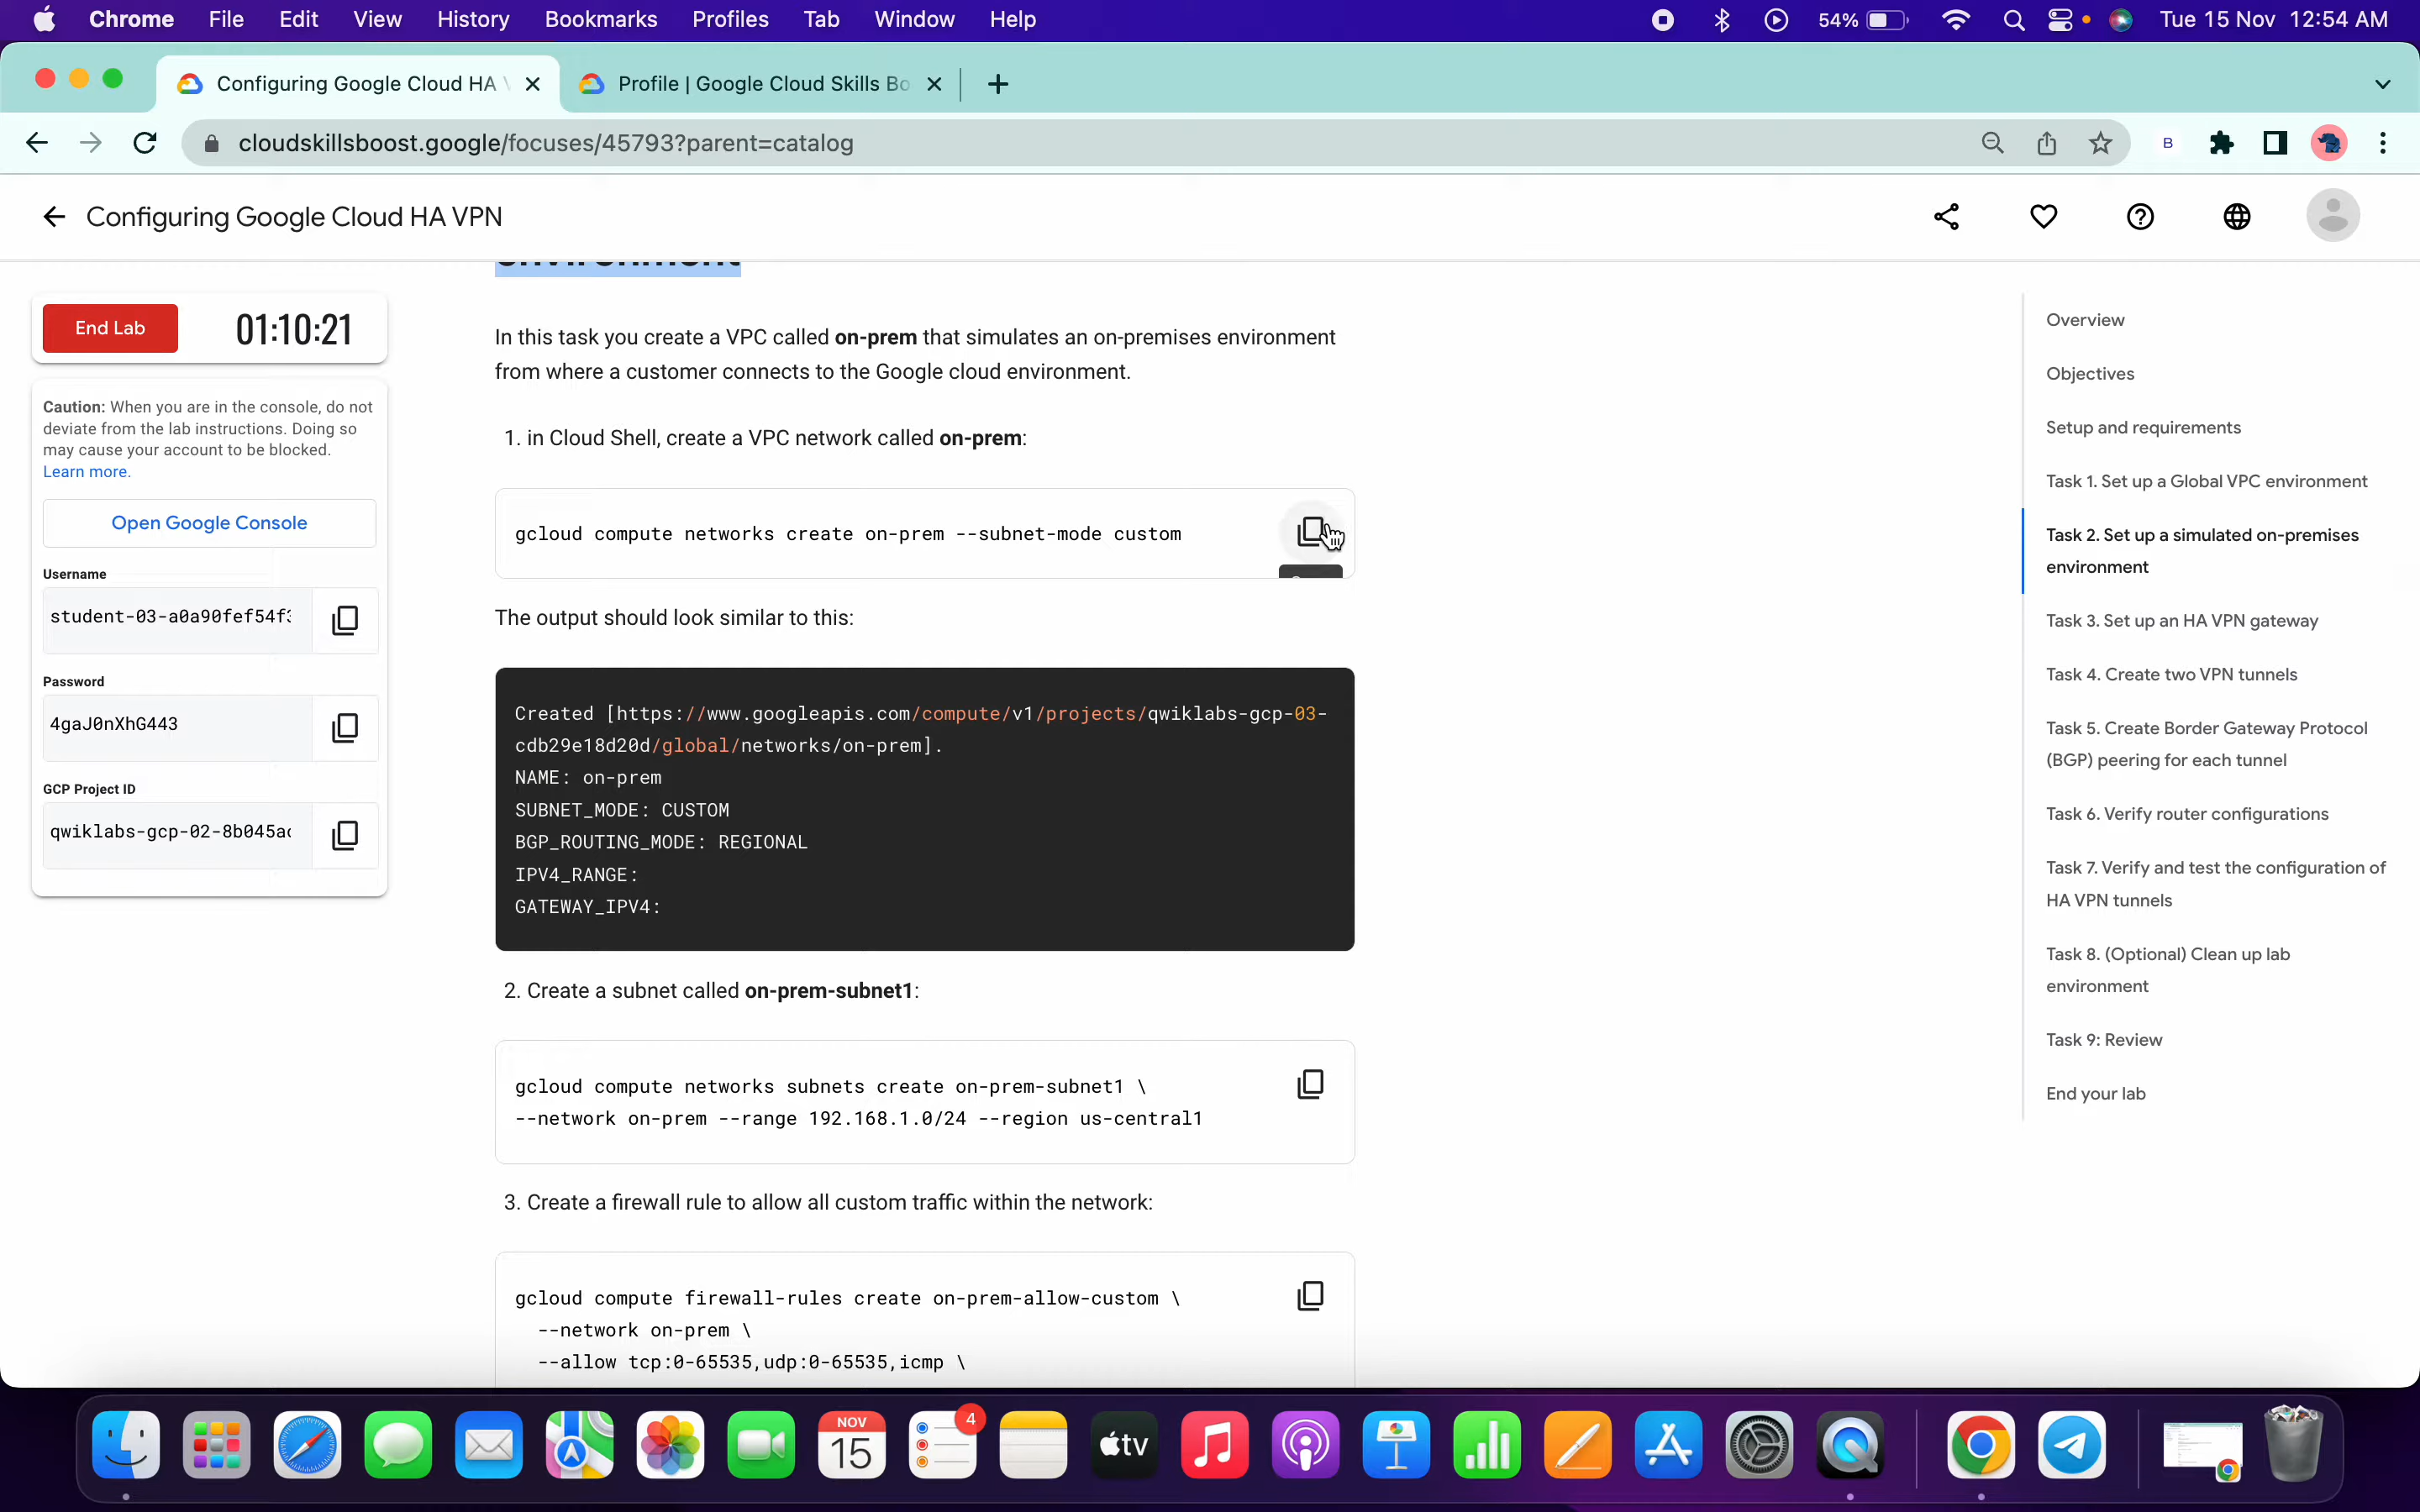 Chrome File Edit View History Bookmarks Profiles Tab Window Help 54% Tue 15 Nov 12:54 AM
Configuring Google Cloud HA Profile | Google Cloud Skills Bo
cloudskillsboost.google/focuses/45793?parent=catalog B
Configuring Google Cloud HA VPN
environment
End Lab 01:10:21
Caution: When you are in the console, do not
deviate from the lab instructions. Doing so
may cause your account to be blocked.
Learn more.
Open Google Console
Username
student-03-a0a90fef54f
Password
4gaJ0nXhG443
GCP Project ID
qwiklabs-gcp-02-8b045a
In this task you create a VPC called on-prem that simulates an on-premises environment
from where a customer connects to the Google cloud environment.
1. in Cloud Shell, create a VPC network called on-prem:
gcloud compute networks create on-prem --subnet-mode custom
The output should look similar to this:
Created [https://www.googleapis.com/compute/v1/projects/qwiklabs-gcp-03-
cdb29e18d20d/global/networks/on-prem].
NAME: on-prem
SUBNET_MODE: CUSTOM
BGP_ROUTING_MODE: REGIONAL
IPV4_RANGE:
GATEWAY_IPV4:
2. Create a subnet called on-prem-subnet1:
gcloud compute networks subnets create on-prem-subnet1 \
--network on-prem --range 192.168.1.0/24 --region us-central1
3. Create a firewall rule to allow all custom traffic within the network:
gcloud compute firewall-rules create on-prem-allow-custom \
--network on-prem \
--allow tcp:0-65535,udp:0-65535,icmp \
Overview
Objectives
Setup and requirements
Task 1. Set up a Global VPC environment
Task 2. Set up a simulated on-premises
environment
Task 3. Set up an HA VPN gateway
Task 4. Create two VPN tunnels
Task 5. Create Border Gateway Protocol
(BGP) peering for each tunnel
Task 6. Verify router configurations
Task 7. Verify and test the configuration of
HA VPN tunnels
Task 8. (Optional) Clean up lab
environment
Task 9: Review
End your lab
NOV
15
4
tv